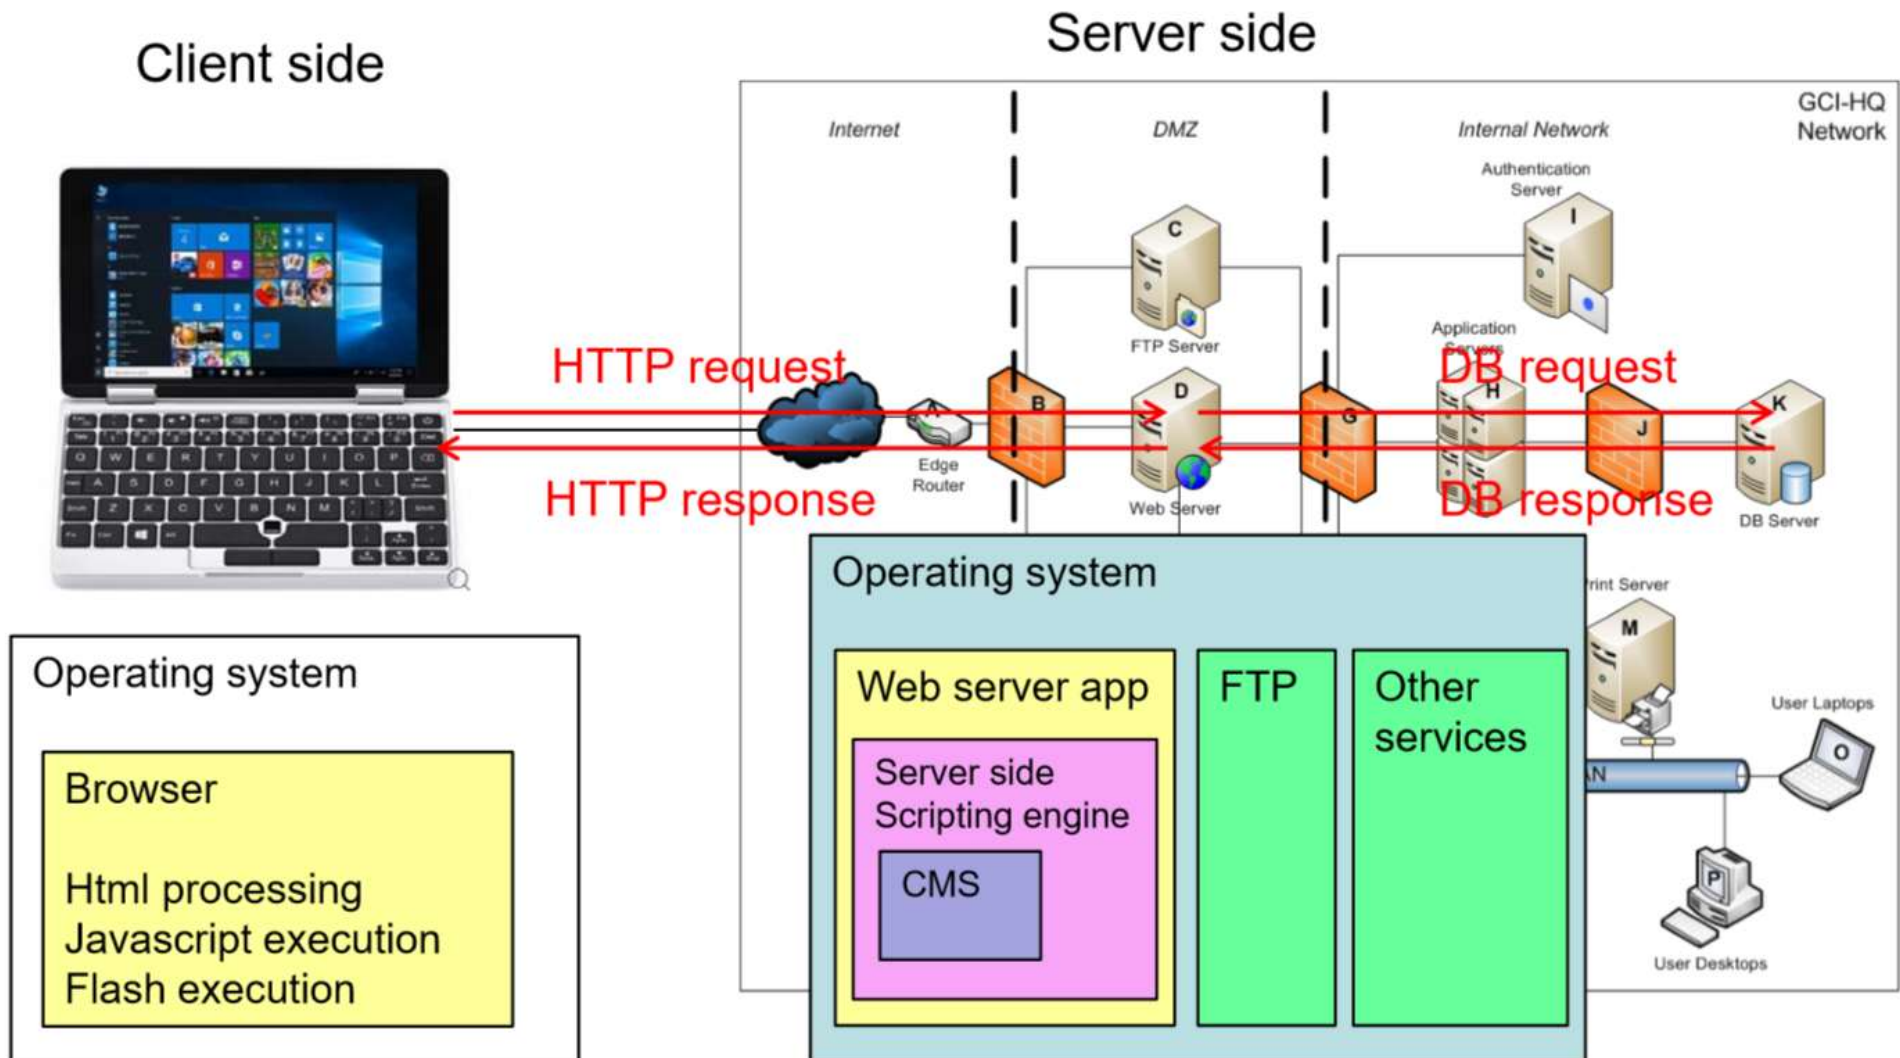 Client side
Server side
GCI-HQ
Network
Internet
DMZ
Internal Network
Authentication
Server
I
C
FTP Server
Application
Servers
HTTP request
DB request
A
B
D
G
H
J
K
Edge
Router
HTTP response
DB response
Web Server
DB Server
Operating system
Web server app
Server side
Scripting engine
CMS
FTP
Other
services
rint Server
M
User Laptops
O
AN
P
User Desktops
Operating system
Browser
Html processing
Javascript execution
Flash execution
Q W E R T Y U I O P
A S D F G H J K L
Z X C V B N M